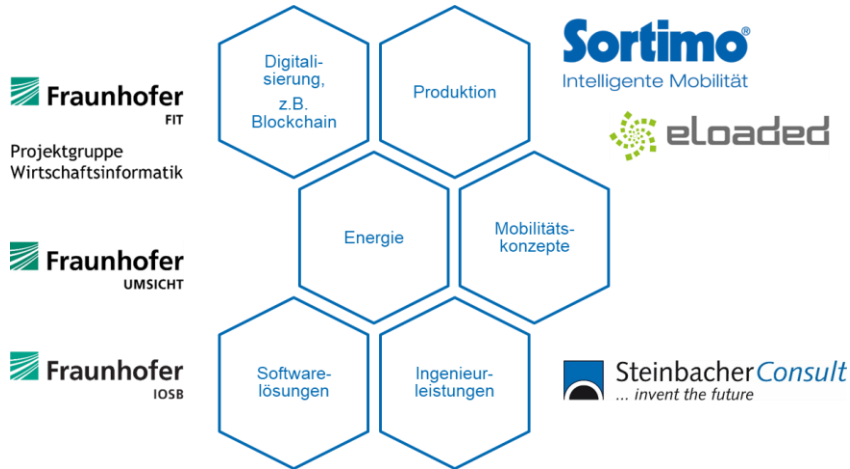 Fraunhofer
FIT
Projektgruppe
Wirtschaftsinformatik
Fraunhofer
UMSICHT
Fraunhofer
IOSB
Digitali-
sierung,
z.B.
Blockchain
Produktion
Energie
Mobilitäts-
konzepte
Software-
lösungen
Ingenieur-
leistungen
Sortimo®
Intelligente Mobilität
eLoaded
SteinbacherConsult
... invent the future